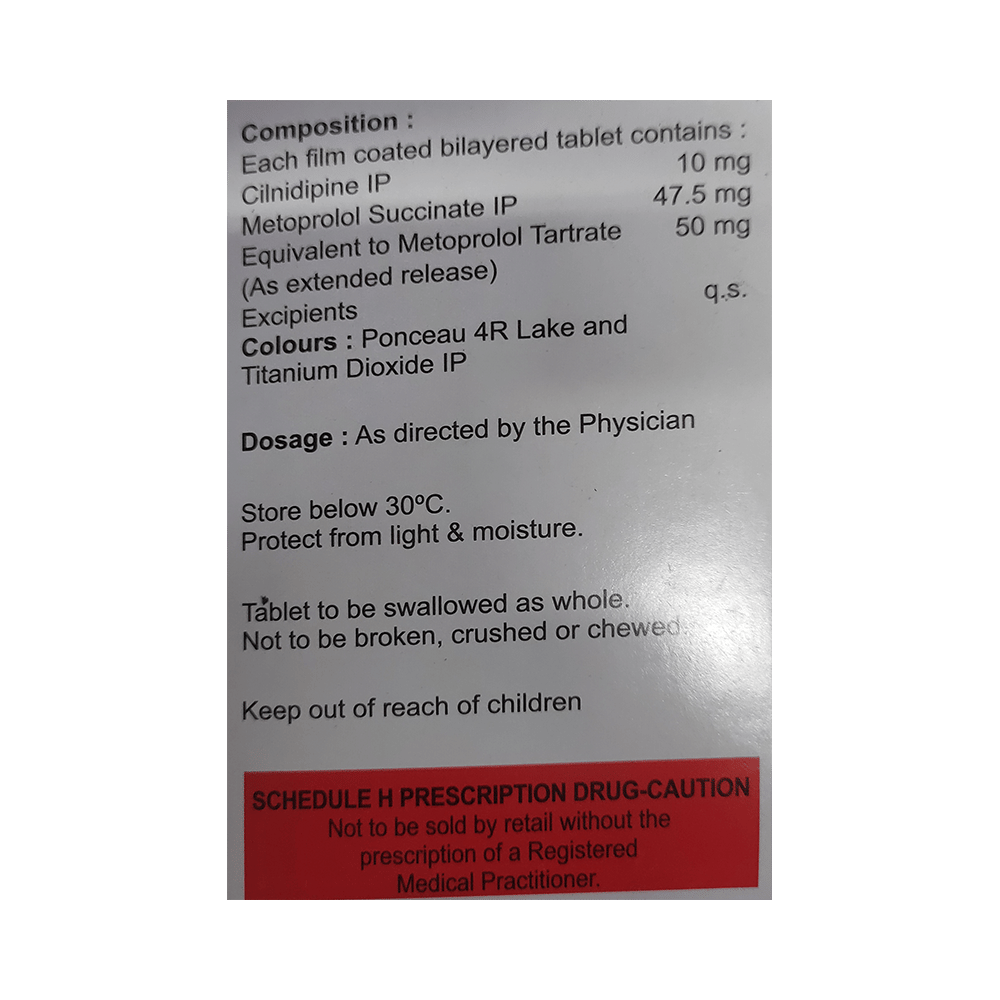 Composition :
Each film coated bilayered tablet contains :
Cilnidipine IP 10 mg
Metoprolol Succinate IP 47.5 mg
Equivalent to Metoprolol Tartrate 50 mg
(As extended release)
Excipients q.s.
Colours : Ponceau 4R Lake and
Titanium Dioxide IP
Dosage : As directed by the Physician
Store below 30ºC.
Protect from light & moisture.
Tablet to be swallowed as whole.
Not to be broken, crushed or chewed.
Keep out of reach of children
SCHEDULE H PRESCRIPTION DRUG-CAUTION
Not to be sold by retail without the
prescription of a Registered
Medical Practitioner.